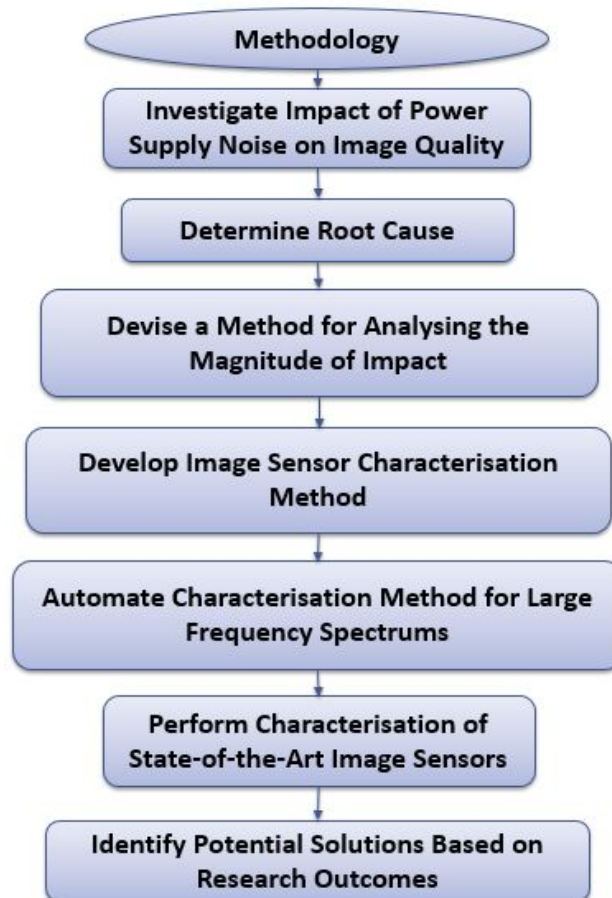 Methodology
Investigate Impact of Power
Supply Noise on Image Quality
Determine Root Cause
Devise a Method for Analysing the
Magnitude of Impact
Develop Image Sensor Characterisation
Method
Automate Characterisation Method for Large
Frequency Spectrums
Perform Characterisation of
State-of-the-Art Image Sensors
Identify Potential Solutions Based on
Research Outcomes